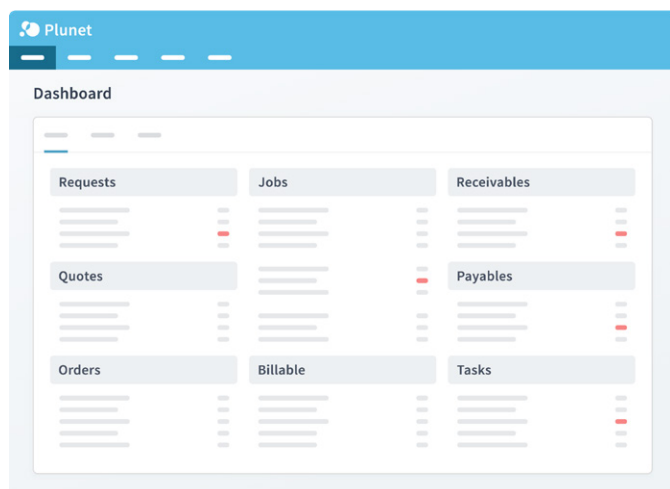 Plunet
Dashboard
Requests
Jobs
Receivables
Quotes
Payables
Orders
Billable
Tasks